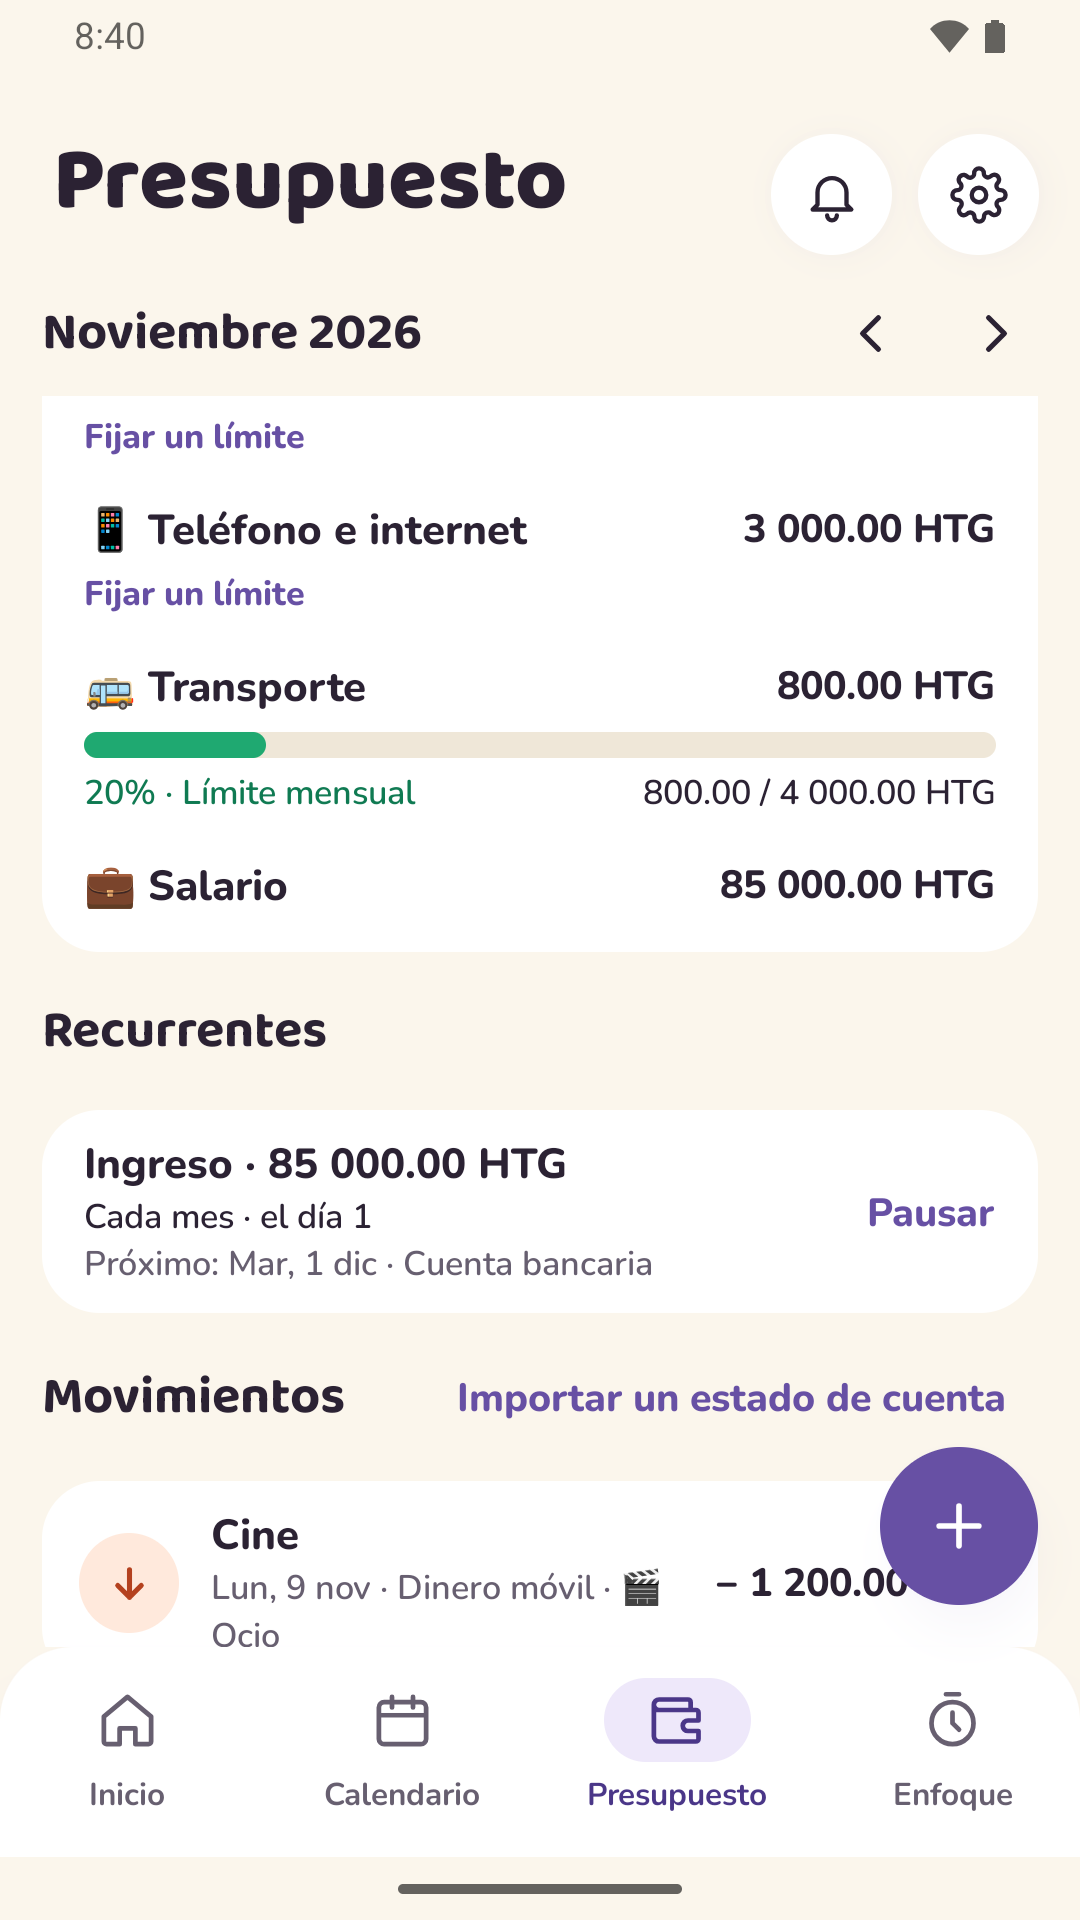 8:40
Presupuesto
Noviembre 2026
Fijar un límite
Teléfono e internet 3 000.00 HTG
Fijar un límite
Transporte 800.00 HTG
20% · Límite mensual 800.00 / 4 000.00 HTG
Salario 85 000.00 HTG
Recurrentes
Ingreso · 85 000.00 HTG
Cada mes · el día 1
Pausar
Próximo: Mar, 1 dic · Cuenta bancaria
Movimientos Importar un estado de cuenta
Cine
Lun, 9 nov · Dinero móvil · 🎬 − 1 200.00
Ocio
Inicio Calendario Presupuesto Enfoque